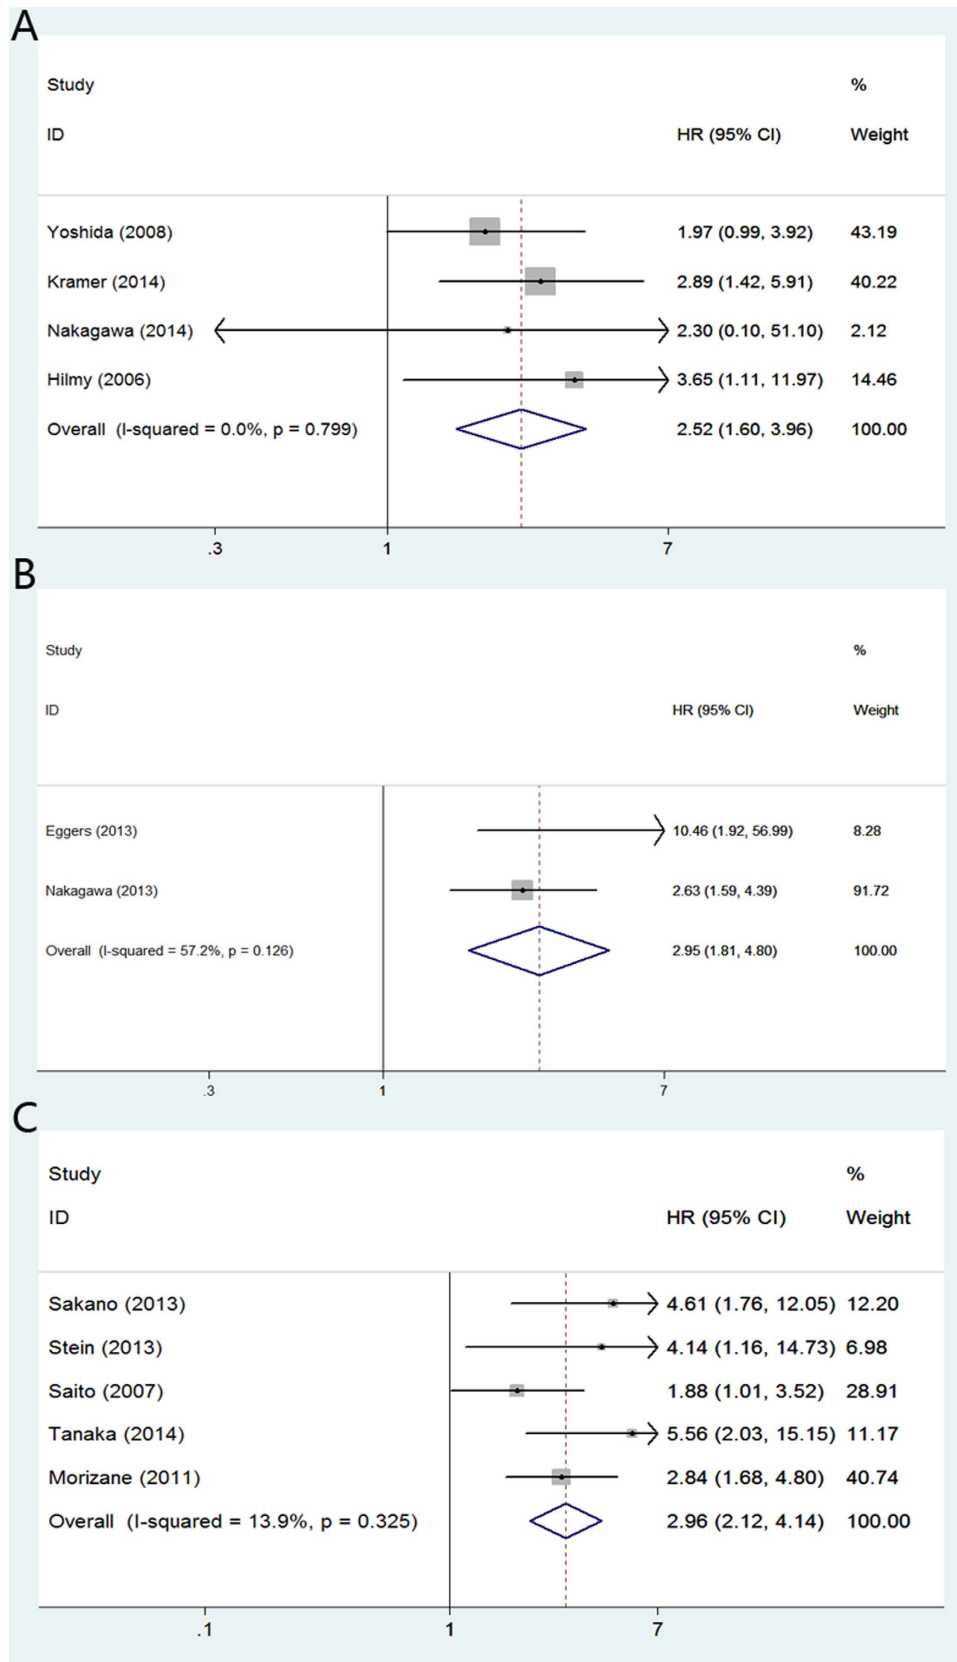 A
Study %
ID HR (95% CI) Weight
Yoshida (2008) 1.97 (0.99, 3.92) 43.19
Kramer (2014) 2.89 (1.42, 5.91) 40.22
Nakagawa (2014) 2.30 (0.10, 51.10) 2.12
Hilmy (2006) 3.65 (1.11, 11.97) 14.46
Overall (I-squared = 0.0%, p = 0.799) 2.52 (1.60, 3.96) 100.00
.3 1 7
B
Study %
ID HR (95% CI) Weight
Eggers (2013) 10.46 (1.92, 56.99) 8.28
Nakagawa (2013) 2.63 (1.59, 4.39) 91.72
Overall (I-squared = 57.2%, p = 0.126) 2.95 (1.81, 4.80) 100.00
.3 1 7
C
Study %
ID HR (95% CI) Weight
Sakano (2013) 4.61 (1.76, 12.05) 12.20
Stein (2013) 4.14 (1.16, 14.73) 6.98
Saito (2007) 1.88 (1.01, 3.52) 28.91
Tanaka (2014) 5.56 (2.03, 15.15) 11.17
Morizane (2011) 2.84 (1.68, 4.80) 40.74
Overall (I-squared = 13.9%, p = 0.325) 2.96 (2.12, 4.14) 100.00
.1 1 7